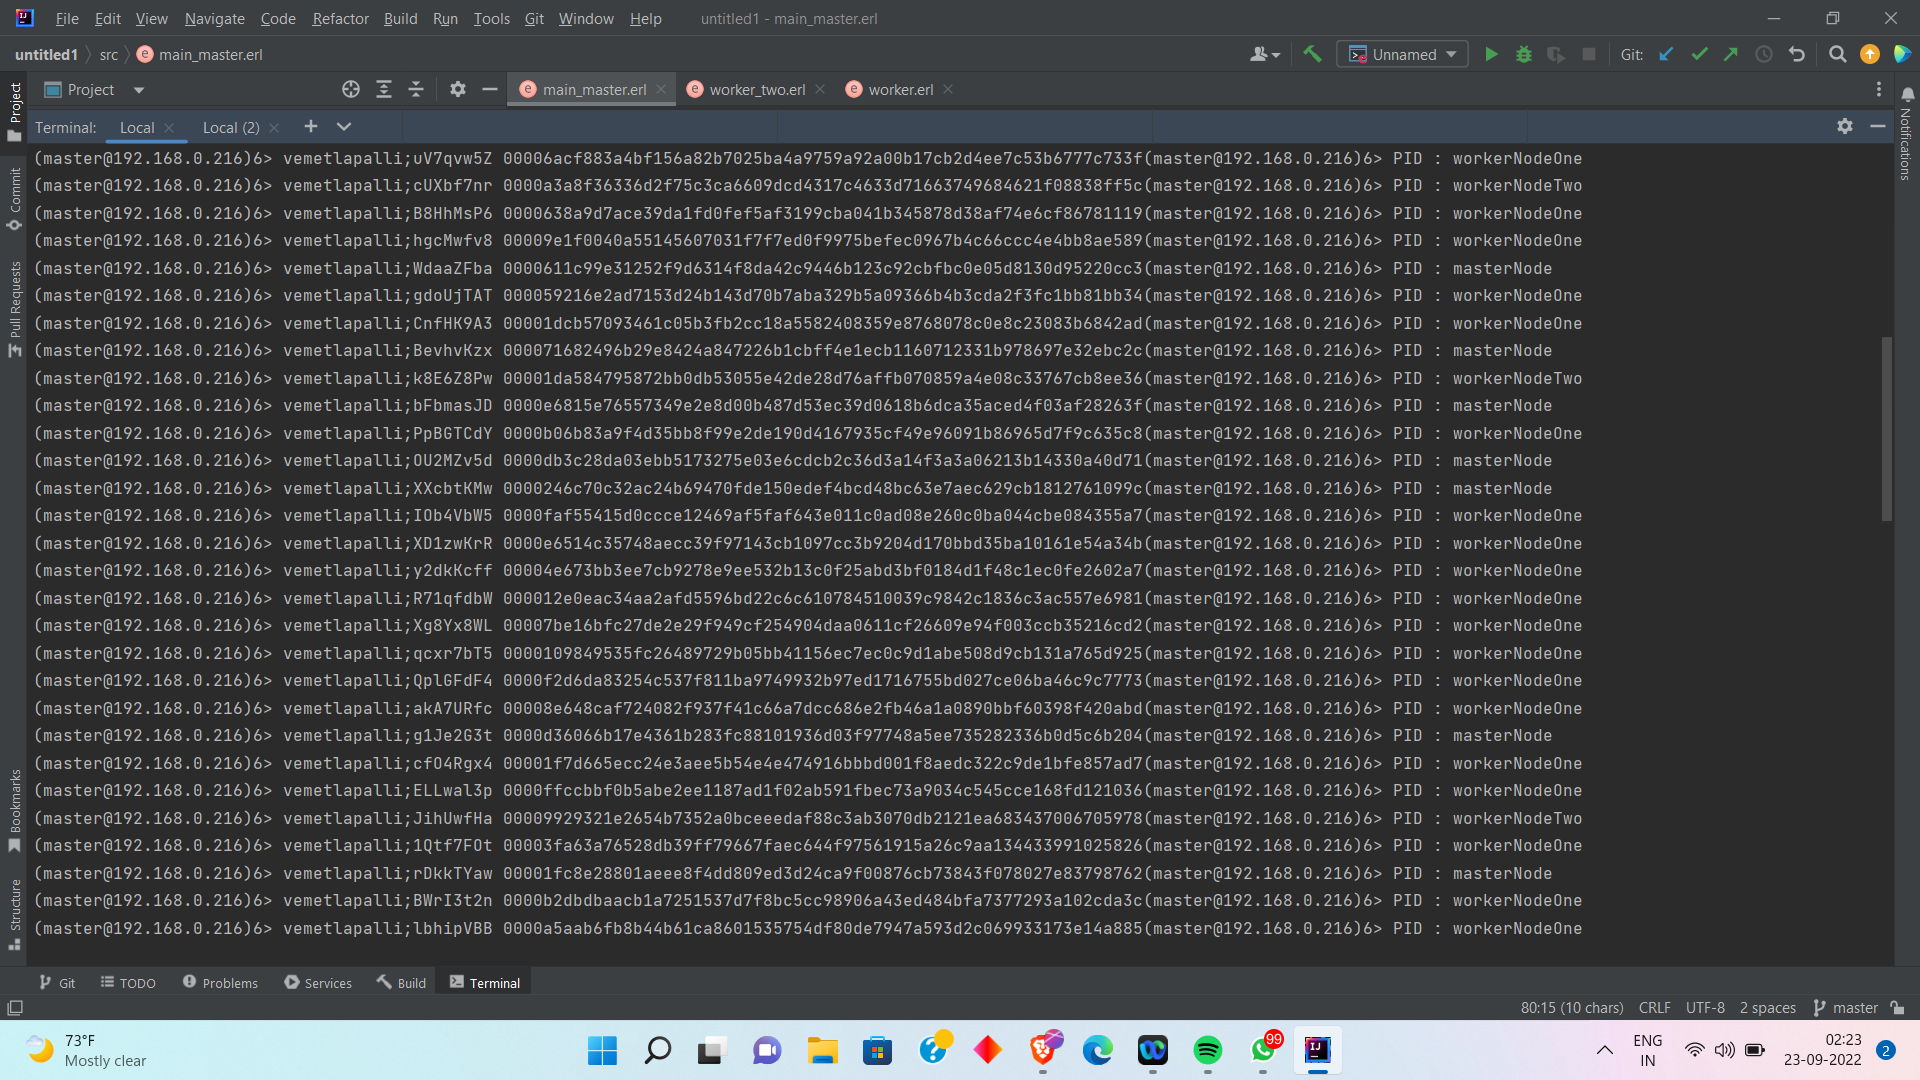 File Edit View Navigate Code Refactor Build Run Tools Git Window Help untitled1 - main_master.erl
untitled1 src main_master.erl Unnamed Git:
Project main_master.erl worker_two.erl worker.erl
Terminal: Local Local (2)
(master@192.168.0.216)6> vemetlapalli;uV7qvw5Z 00006acf883a4bf156a82b7025ba4a9759a92a00b17cb2d4ee7c53b6777c733f(master@192.168.0.216)6> PID : workerNodeOne
(master@192.168.0.216)6> vemetlapalli;cUXbf7nr 0000a3a8f36336d2f75c3ca6609dcd4317c4633d71663749684621f08838ff5c(master@192.168.0.216)6> PID : workerNodeTwo
(master@192.168.0.216)6> vemetlapalli;B8HhMsP6 0000638a9d7ace39da1fd0fef5af3199cba041b345878d38af74e6cf86781119(master@192.168.0.216)6> PID : workerNodeOne
(master@192.168.0.216)6> vemetlapalli;hgcMwfv8 00009e1f0040a55145607031f7f7ed0f9975befec0967b4c66ccc4e4bb8ae589(master@192.168.0.216)6> PID : workerNodeOne
(master@192.168.0.216)6> vemetlapalli;WdaaZFba 0000611c99e31252f9d6314f8da42c9446b123c92cbfbc0e05d8130d95220cc3(master@192.168.0.216)6> PID : masterNode
(master@192.168.0.216)6> vemetlapalli;gdoUjTAT 000059216e2ad7153d24b143d70b7aba329b5a09366b4b3cda2f3fc1bb81bb34(master@192.168.0.216)6> PID : workerNodeOne
(master@192.168.0.216)6> vemetlapalli;CnfHK9A3 00001dcb57093461c05b3fb2cc18a5582408359e8768078c0e8c23083b6842ad(master@192.168.0.216)6> PID : workerNodeOne
(master@192.168.0.216)6> vemetlapalli;BevhvKzx 000071682496b29e8424a847226b1cbff4e1ecb1160712331b978697e32ebc2c(master@192.168.0.216)6> PID : masterNode
(master@192.168.0.216)6> vemetlapalli;k8E6Z8Pw 00001da584795872bb0db53055e42de28d76affb070859a4e08c33767cb8ee36(master@192.168.0.216)6> PID : workerNodeTwo
(master@192.168.0.216)6> vemetlapalli;bFbmasJD 0000e6815e76557349e2e8d00b487d53ec39d0618b6dca35aced4f03af28263f(master@192.168.0.216)6> PID : masterNode
(master@192.168.0.216)6> vemetlapalli;PpBGTCdY 0000b06b83a9f4d35bb8f99e2de190d4167935cf49e96091b86965d7f9c635c8(master@192.168.0.216)6> PID : workerNodeOne
(master@192.168.0.216)6> vemetlapalli;OU2MZv5d 0000db3c28da03ebb5173275e03e6cdcb2c36d3a14f3a3a06213b14330a40d71(master@192.168.0.216)6> PID : masterNode
(master@192.168.0.216)6> vemetlapalli;XXcbtKMw 0000246c70c32ac24b69470fde150edef4bcd48bc63e7aec629cb1812761099c(master@192.168.0.216)6> PID : masterNode
(master@192.168.0.216)6> vemetlapalli;IOb4VbW5 0000faf55415d0ccce12469af5faf643e011c0ad08e260c0ba044cbe084355a7(master@192.168.0.216)6> PID : workerNodeOne
(master@192.168.0.216)6> vemetlapalli;XD1zwKrR 0000e6514c35748aecc39f97143cb1097cc3b9204d170bbd35ba10161e54a34b(master@192.168.0.216)6> PID : workerNodeOne
(master@192.168.0.216)6> vemetlapalli;y2dkKcff 00004e673bb3ee7cb9278e9ee532b13c0f25abd3bf0184d1f48c1ec0fe2602a7(master@192.168.0.216)6> PID : workerNodeOne
(master@192.168.0.216)6> vemetlapalli;R71qfdbW 000012e0eac34aa2afd5596bd22c6c610784510039c9842c1836c3ac557e6981(master@192.168.0.216)6> PID : workerNodeOne
(master@192.168.0.216)6> vemetlapalli;Xg8Yx8WL 00007be16bfc27de2e29f949cf254904daa0611cf26609e94f003ccb35216cd2(master@192.168.0.216)6> PID : workerNodeOne
(master@192.168.0.216)6> vemetlapalli;qcxr7bT5 0000109849535fc26489729b05bb41156ec7ec0c9d1abe508d9cb131a765d925(master@192.168.0.216)6> PID : workerNodeOne
(master@192.168.0.216)6> vemetlapalli;QplGFdF4 0000f2d6da83254c537f811ba9749932b97ed1716755bd027ce06ba46c9c7773(master@192.168.0.216)6> PID : workerNodeOne
(master@192.168.0.216)6> vemetlapalli;akA7URfc 00008e648caf724082f937f41c66a7dcc686e2fb46a1a0890bbf60398f420abd(master@192.168.0.216)6> PID : workerNodeOne
(master@192.168.0.216)6> vemetlapalli;g1Je2G3t 0000d36066b17e4361b283fc88101936d03f97748a5ee735282336b0d5c6b204(master@192.168.0.216)6> PID : masterNode
(master@192.168.0.216)6> vemetlapalli;cfO4Rgx4 00001f7d665ecc24e3aee5b54e4e474916bbbd001f8aedc322c9de1bfe857ad7(master@192.168.0.216)6> PID : workerNodeOne
(master@192.168.0.216)6> vemetlapalli;ELLwal3p 0000ffccbbf0b5abe2ee1187ad1f02ab591fbec73a9034c545cce168fd121036(master@192.168.0.216)6> PID : workerNodeOne
(master@192.168.0.216)6> vemetlapalli;JihUwfHa 00009929321e2654b7352a0bceeedaf88c3ab3070db2121ea683437006705978(master@192.168.0.216)6> PID : workerNodeTwo
(master@192.168.0.216)6> vemetlapalli;1Qtf7FOt 00003fa63a76528db39ff79667faec644f97561915a26c9aa134433991025826(master@192.168.0.216)6> PID : workerNodeOne
(master@192.168.0.216)6> vemetlapalli;rDkkTYaw 00001fc8e28801aeee8f4dd809ed3d24ca9f00876cb73843f078027e83798762(master@192.168.0.216)6> PID : masterNode
(master@192.168.0.216)6> vemetlapalli;BWrI3t2n 0000b2dbdbaacb1a7251537d7f8bc5cc98906a43ed484bfa7377293a102cda3c(master@192.168.0.216)6> PID : workerNodeOne
(master@192.168.0.216)6> vemetlapalli;lbhipVBB 0000a5aab6fb8b44b61ca8601535754df80de7947a593d2c069933173e14a885(master@192.168.0.216)6> PID : workerNodeOne
Project
Commit
Pull Requests
Bookmarks
Structure
Notifications
Git TODO Problems Services Build Terminal
80:15 (10 chars) CRLF UTF-8 2 spaces master
73°F
Mostly clear
99
ENG
IN
02:23
23-09-2022
2